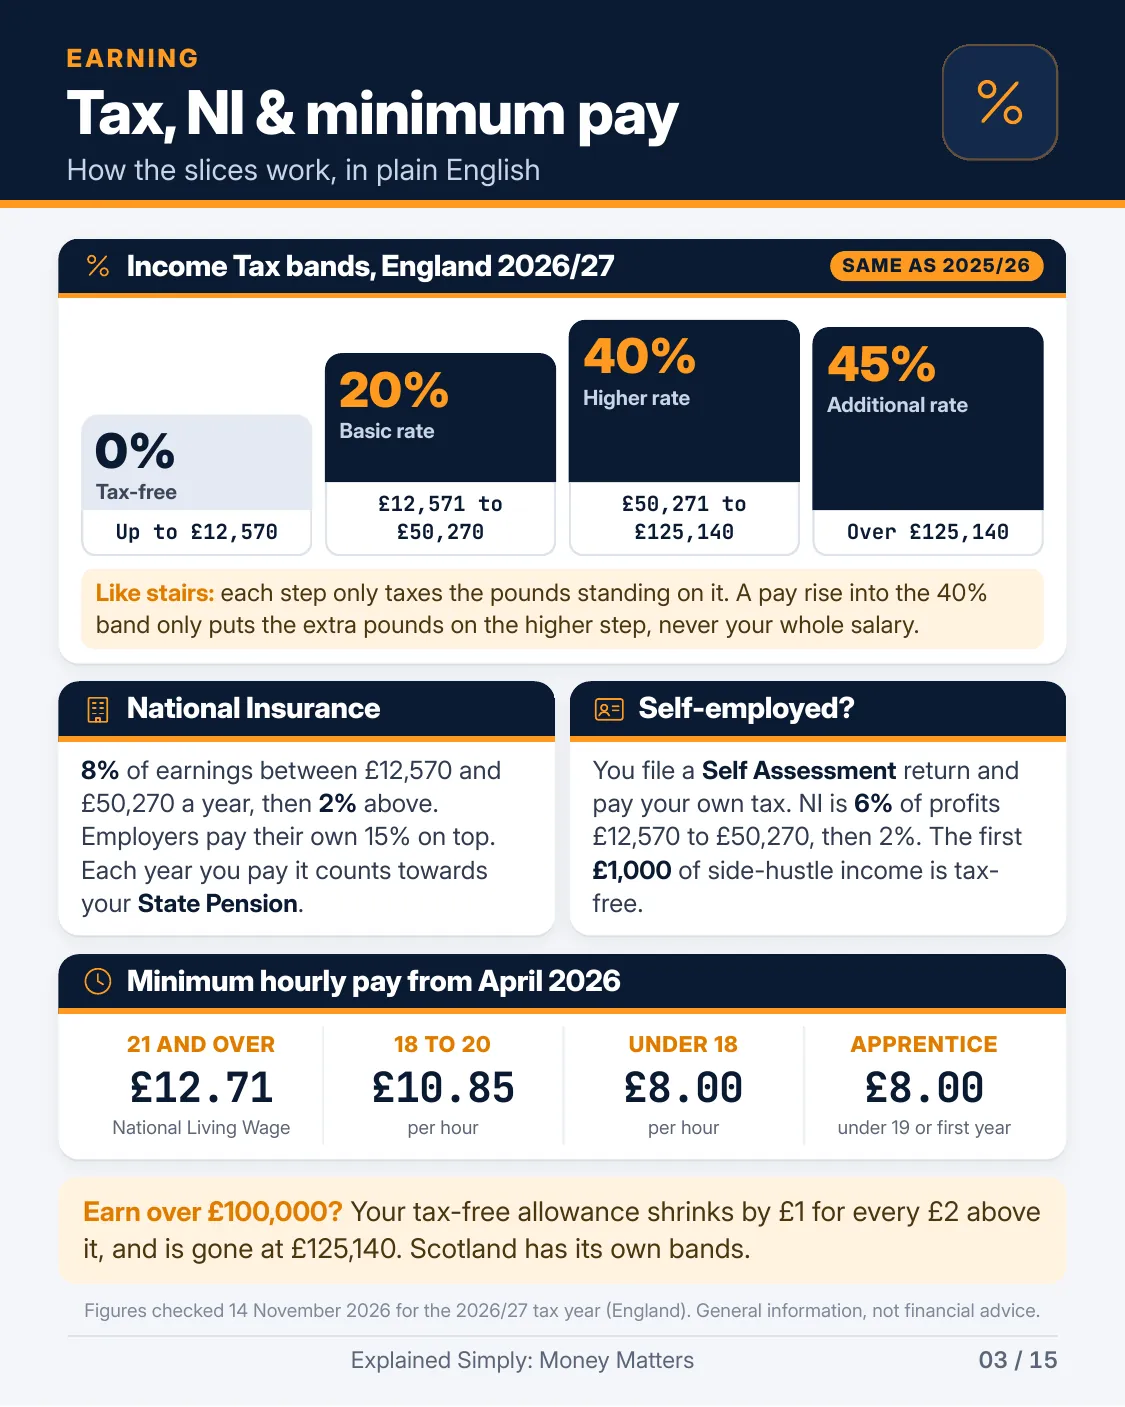 EARNING
Tax, NI & minimum pay
How the slices work, in plain English
%
% Income Tax bands, England 2026/27
SAME AS 2025/26
0%
Tax-free
Up to £12,570
20%
Basic rate
£12,571 to
£50,270
40%
Higher rate
£50,271 to
£125,140
45%
Additional rate
Over £125,140
Like stairs: each step only taxes the pounds standing on it. A pay rise into the 40%
band only puts the extra pounds on the higher step, never your whole salary.
National Insurance
8% of earnings between £12,570 and
£50,270 a year, then 2% above.
Employers pay their own 15% on top.
Each year you pay it counts towards
your State Pension.
Self-employed?
You file a Self Assessment return and
pay your own tax. NI is 6% of profits
£12,570 to £50,270, then 2%. The first
£1,000 of side-hustle income is tax-
free.
Minimum hourly pay from April 2026
21 AND OVER
£12.71
National Living Wage
18 TO 20
£10.85
per hour
UNDER 18
£8.00
per hour
APPRENTICE
£8.00
under 19 or first year
Earn over £100,000? Your tax-free allowance shrinks by £1 for every £2 above
it, and is gone at £125,140. Scotland has its own bands.
Figures checked 14 November 2026 for the 2026/27 tax year (England). General information, not financial advice.
Explained Simply: Money Matters
03 / 15